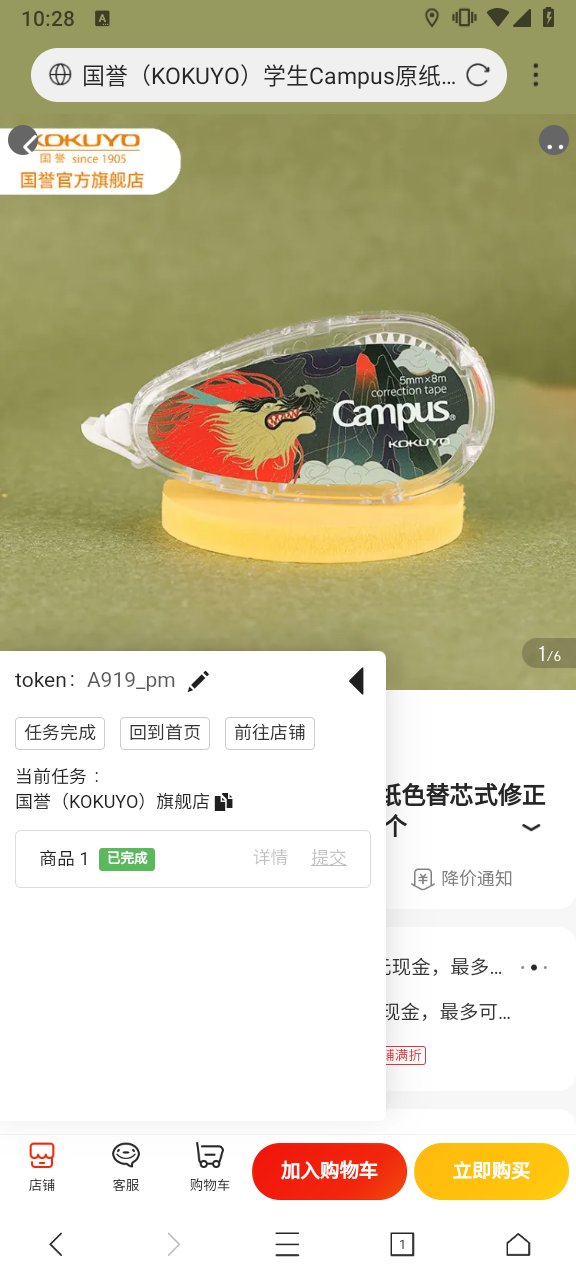 10:28
A
国誉（KOKUYO）学生Campus原纸...
KOKUYO
国誉 since 1905
国誉官方旗舰店
5mm×8m
correction tape
Campus®
KOKUYO
1/6
token： A919_pm
任务完成 回到首页 前往店铺
当前任务：
国誉（KOKUYO）旗舰店
商品 1 已完成 详情 提交
纸色替芯式修正
个
降价通知
元现金，最多...
现金，最多可...
铺满折
店铺 客服 购物车 加入购物车 立即购买
1